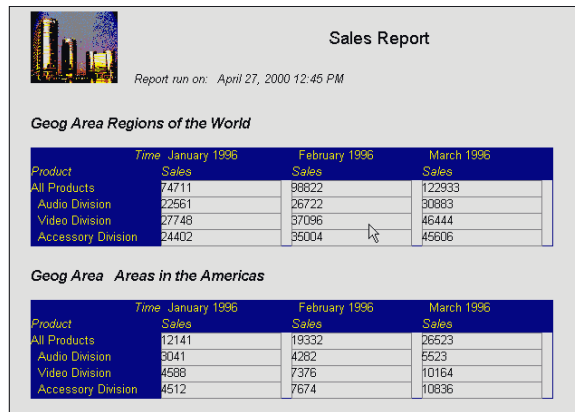 Sales Report
Report run on: April 27, 2000 12:45 PM
Geog Area Regions of the World
Time January 1996 February 1996 March 1996
Product Sales Sales Sales
All Products 74711 98822 122933
Audio Division 22561 26722 30883
Video Division 27748 37096 46444
Accessory Division 24402 35004 45606
Geog Area Areas in the Americas
Time January 1996 February 1996 March 1996
Product Sales Sales Sales
All Products 12141 19332 26523
Audio Division 3041 4282 5523
Video Division 4588 7376 10164
Accessory Division 4512 7674 10836